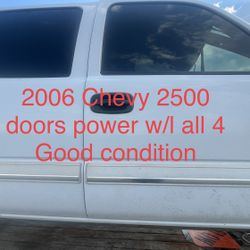 2006 Chevy 2500
doors power w/l all 4
Good condition